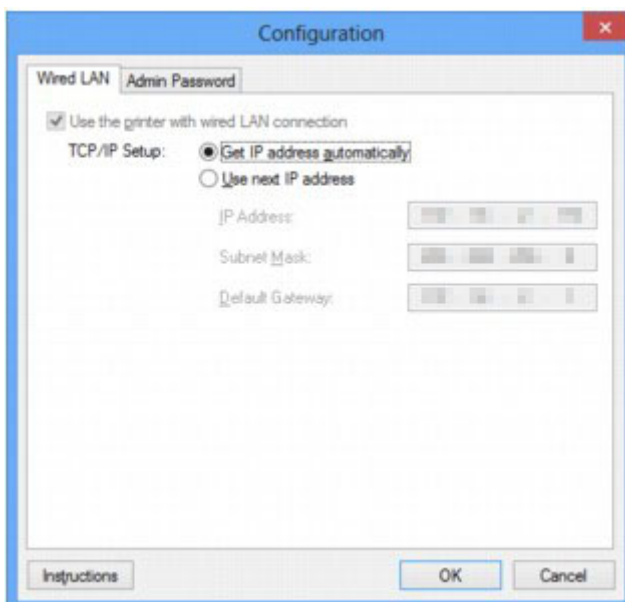 Configuration
Wired LAN Admin Password
Use the printer with wired LAN connection
TCP/IP Setup: Get IP address automatically
Use next IP address
IP Address:
Subnet Mask:
Default Gateway:
Instructions OK Cancel